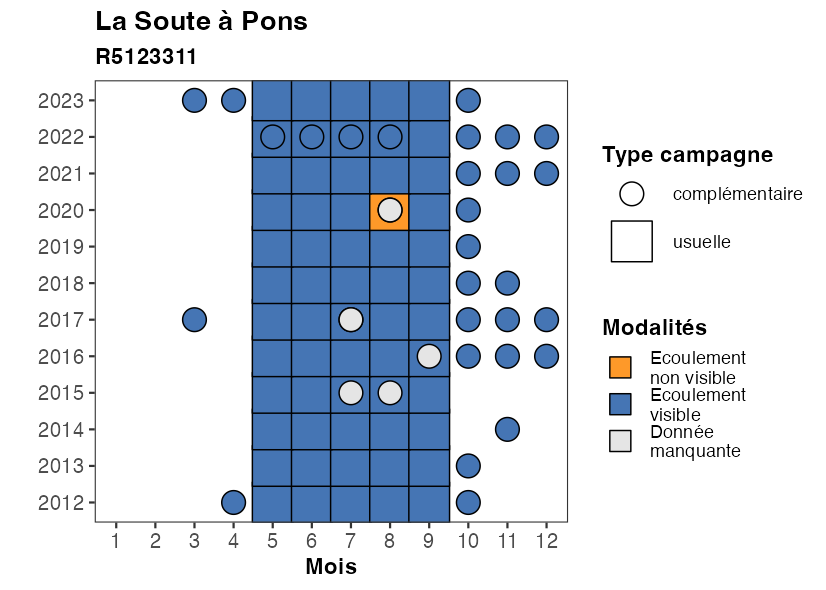 La Soute à Pons
R5123311
2023
2022
2021
2020
2019
2018
2017
2016
2015
2014
2013
2012
1 2 3 4 5 6 7 8 9 10 11 12
Mois
Type campagne
complémentaire
usuelle
Modalités
Ecoulement
non visible
Ecoulement
visible
Donnée
manquante